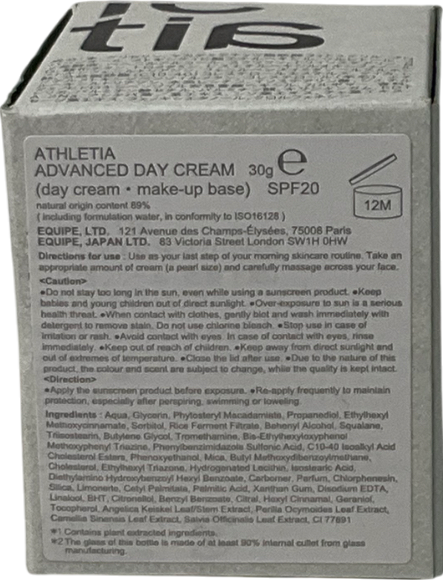 tia
ATHLETIA
ADVANCED DAY CREAM 30g e
(day cream • make-up base) SPF20
natural origin content 69%
( including formulation water, in conformity to ISO16128 )
12M
EQUIPE, LTD. 121 Avenue des Champs-Élysées, 75008 Paris
EQUIPE, JAPAN LTD. 83 Victoria Street London SW1H 0HW
Directions for use : Use as your last step of your morning skincare routine. Take an
appropriate amount of cream (a pearl size) and carefully massage across your face.
<Caution>
●Do not stay too long in the sun, even while using a sunscreen product. ●Keep
babies and young children out of direct sunlight. ●Over-exposure to sun is a serious
health threat. ●When contact with clothes, gently blot and wash immediately with
detergent to remove stain. Do not use chlorine bleach. ●Stop use in case of
irritation or rash. ●Avoid contact with eyes. In case of contact with eyes, rinse
immediately. ●Keep out of reach of children. ●Keep away from direct sunlight and
out of extremes of temperature. ●Close the lid after use. ●Due to the nature of this
product, the colour and scent are subject to change, while the quality is kept intact.
<Direction>
●Apply the sunscreen product before exposure. ●Re-apply frequently to maintain
protection, especially after perspiring, swimming or toweling.
Ingredients : Aqua, Glycerin, Phytosteryl Macadamiate, Propanediol, Ethylhexyl
Methoxycinnamate, Sorbitol, Rice Ferment Filtrate, Behenyl Alcohol, Squalane,
Triisostearin, Butylene Glycol, Tromethamine, Bis-Ethylhexyloxyphenol
Methoxyphenyl Triazine, Phenylbenzimidazole Sulfonic Acid, C10-40 Isoalkyl Acid
Cholesterol Esters, Phenoxyethanol, Mica, Butyl Methoxydibenzoylmethane,
Cholesterol, Ethylhexyl Triazone, Hydrogenated Lecithin, Isostearic Acid,
Diethylamino Hydroxybenzoyl Hexyl Benzoate, Carbomer, Parfum, Chlorphenesin,
Silica, Limonene, Cetyl Palmitate, Palmitic Acid, Xanthan Gum, Disodium EDTA,
Linalool, BHT, Citronellol, Benzyl Benzoate, Citral, Hexyl Cinnamal, Geraniol,
Tocopherol, Angelica Keiskei Leaf/Stem Extract, Perilla Ocymoides Leaf Extract,
Camellia Sinensis Leaf Extract, Salvia Officinalis Leaf Extract, CI 77891
*1 Contains plant extracted ingredients.
*2 The glass of this bottle is made of at least 90% internal cullet from glass
manufacturing.